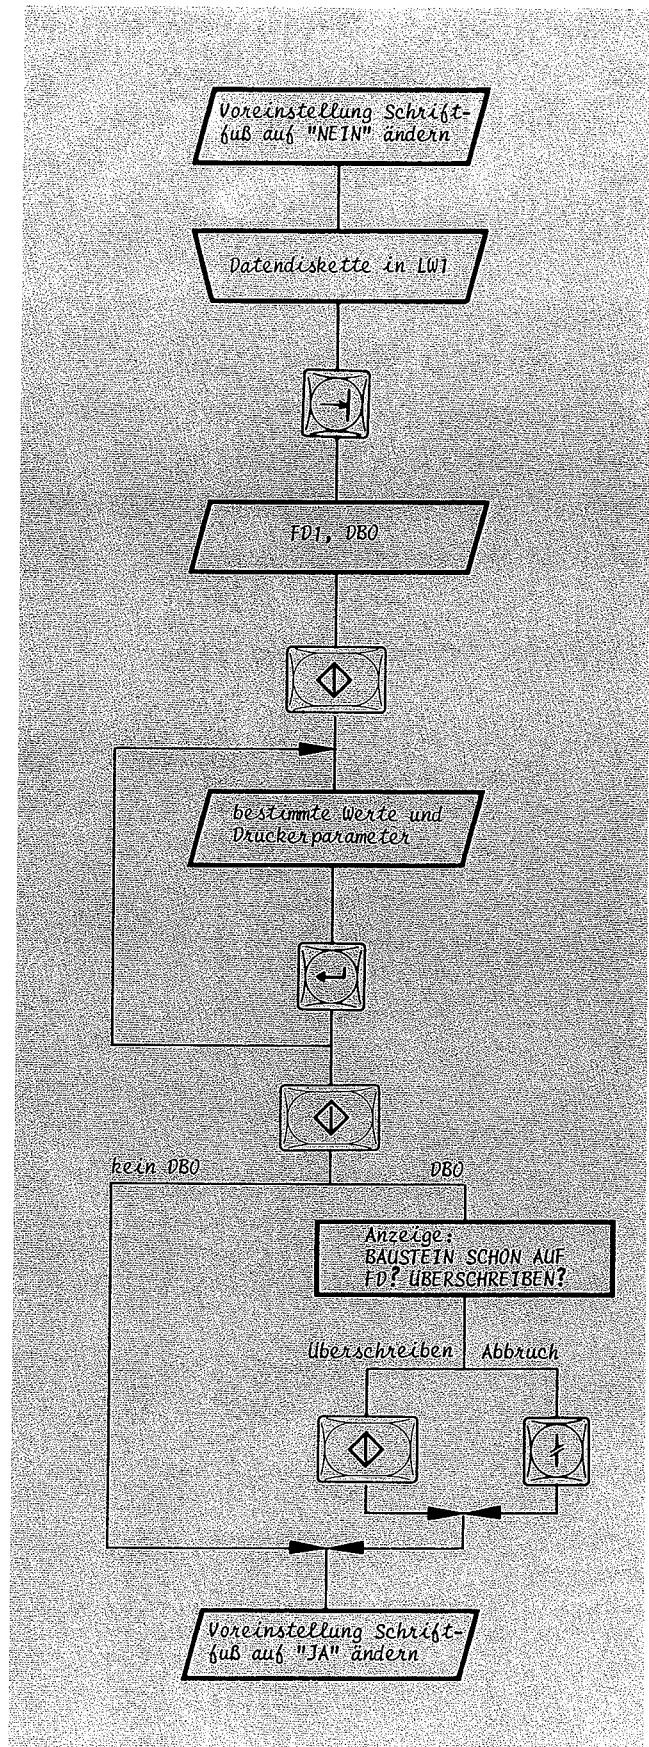 Voreinstellung Schrift-
fuß auf "NEIN" ändern
Datendiskette in LW1
FD1, DB0
bestimmte Werte und
Druckerparameter
kein DB0
DB0
Anzeige:
BAUSTEIN SCHON AUF
FD? ÜBERSCHREIBEN?
Überschreiben
Abbruch
Voreinstellung Schrift-
fuß auf "JA" ändern